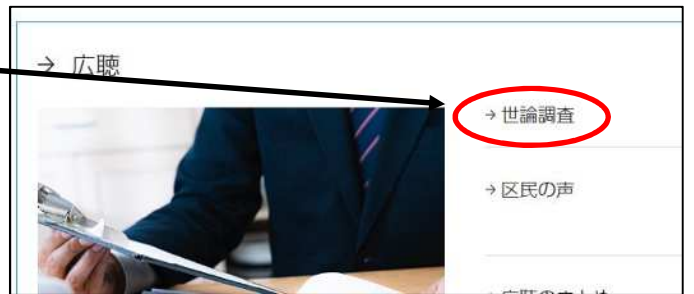 → 広聴
→ 世論調査
→ 区民の声